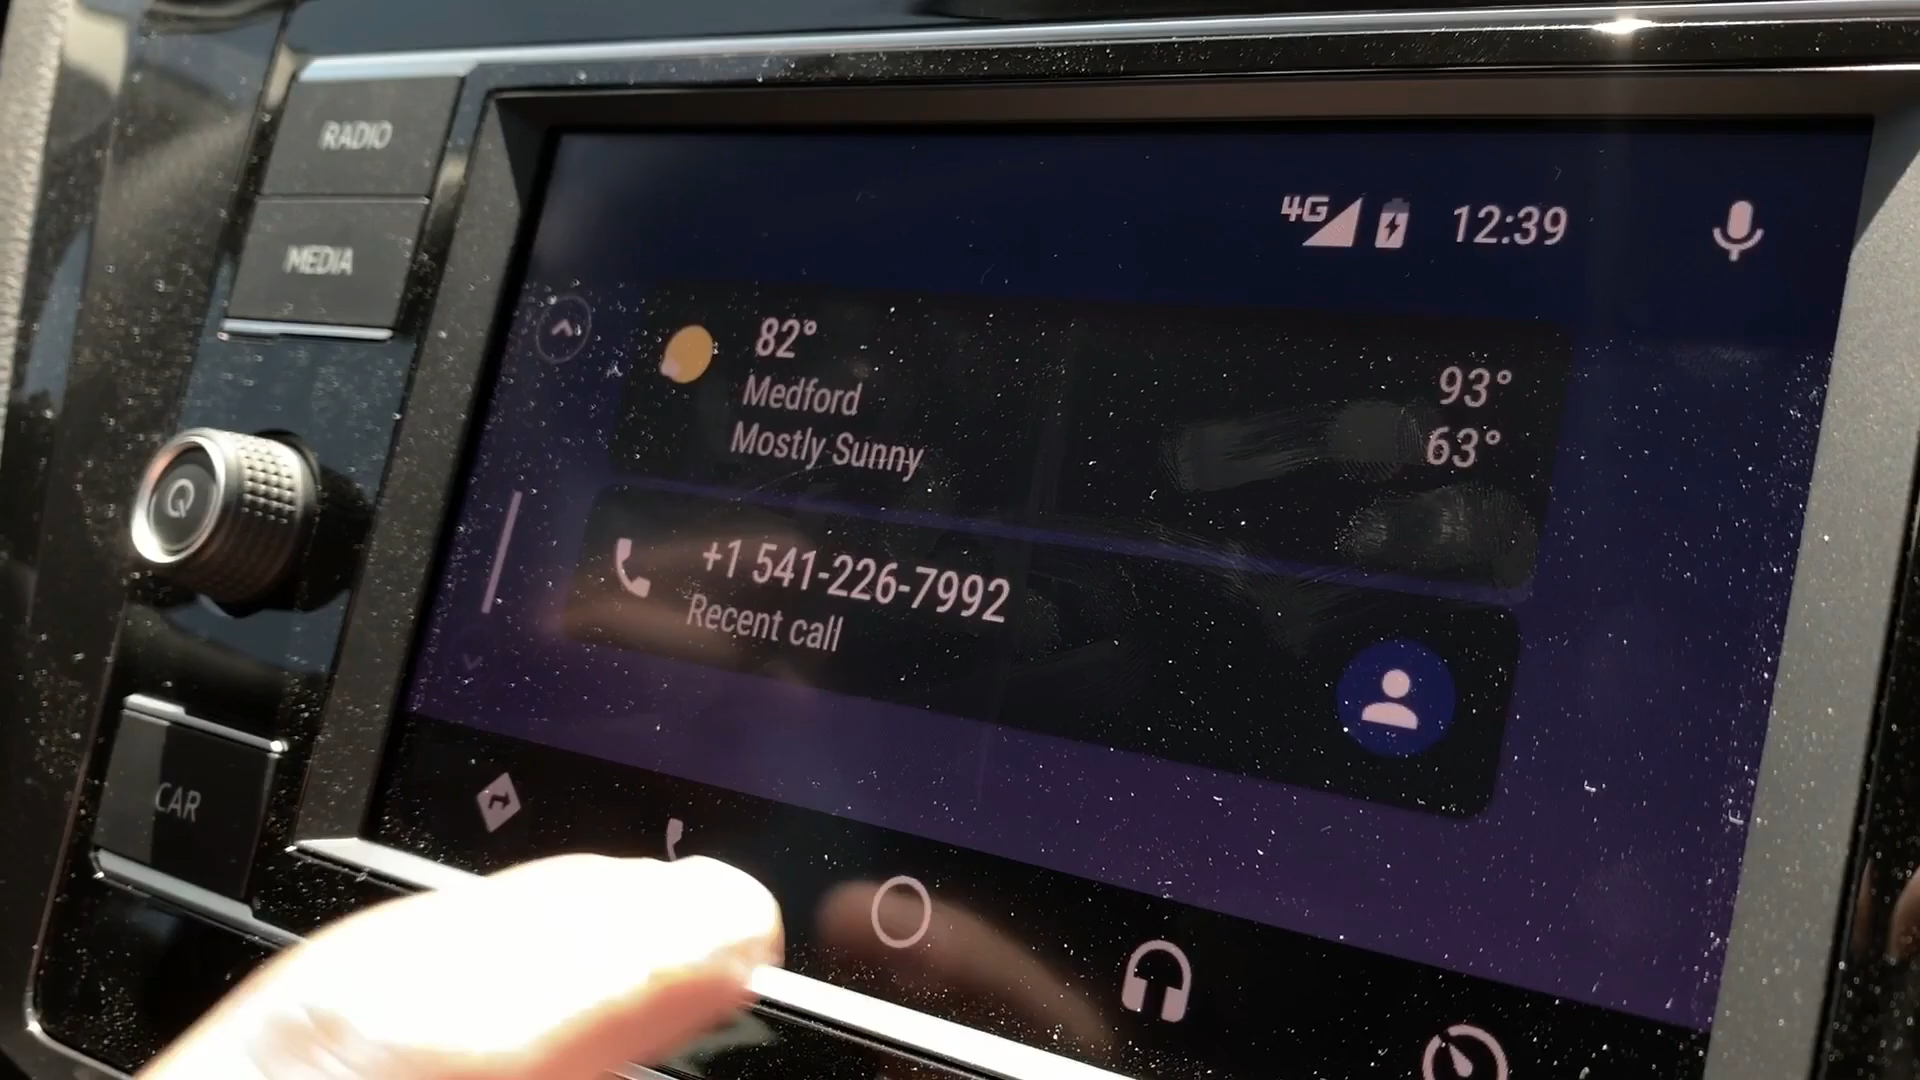 RADIO
MEDIA
CAR
4G
12:39
82°
Medford
Mostly Sunny
93°
63°
+1 541-226-7992
Recent call